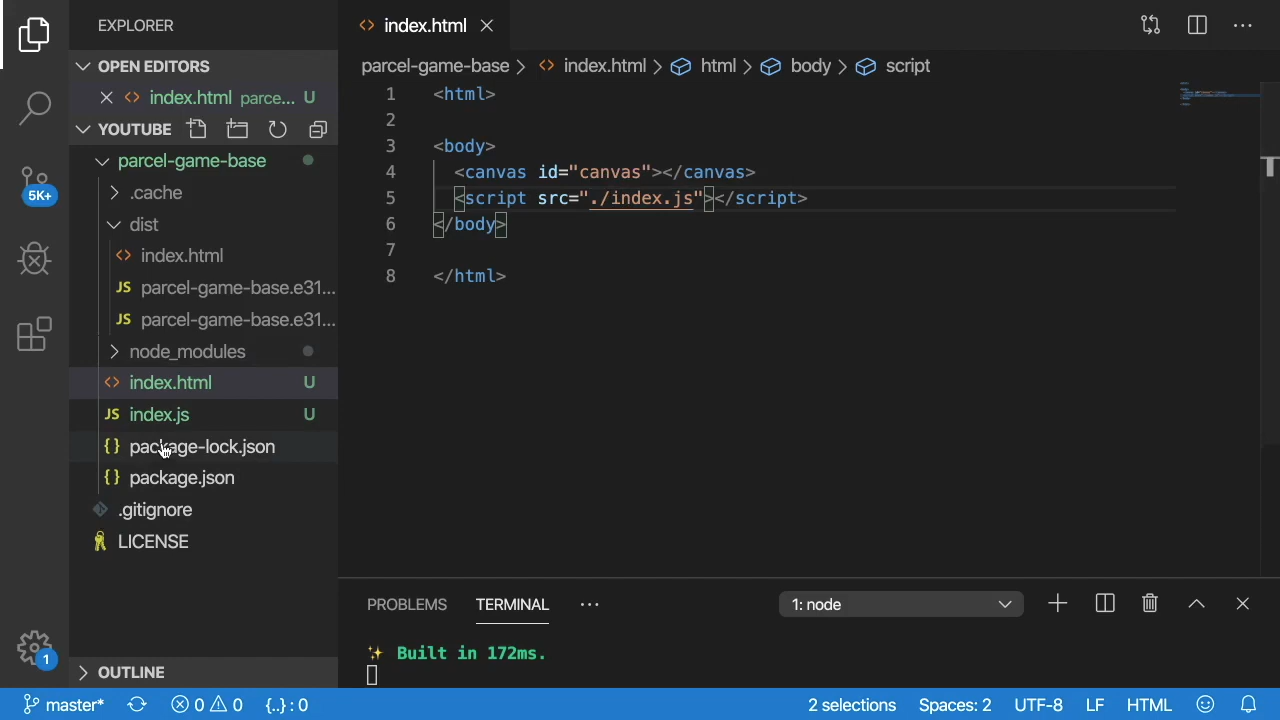 EXPLORER
OPEN EDITORS
index.html parce... U
YOUTUBE
parcel-game-base
.cache
dist
index.html
JS parcel-game-base.e31...
JS parcel-game-base.e31...
node_modules
index.html U
JS index.js U
{} package-lock.json
{} package.json
.gitignore
LICENSE
OUTLINE
5K+
1
<> index.html
parcel-game-base > <> index.html > html > body > script
1 <html>
2
3 <body>
4 <canvas id="canvas"></canvas>
5 <script src="./index.js"></script>
6 </body>
7
8 </html>
PROBLEMS TERMINAL ... 1: node
✨ Built in 172ms.
master* 0 0 {..} : 0 2 selections Spaces: 2 UTF-8 LF HTML